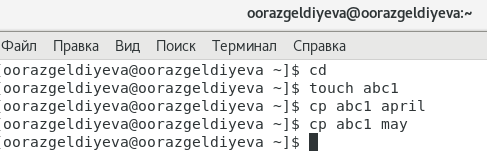 oorazgeldiyeva@oorazgeldiyeva:~
Файл Правка Вид Поиск Терминал Справка
[oorazgeldiyeva@oorazgeldiyeva ~]$ cd
[oorazgeldiyeva@oorazgeldiyeva ~]$ touch abc1
[oorazgeldiyeva@oorazgeldiyeva ~]$ cp abc1 april
[oorazgeldiyeva@oorazgeldiyeva ~]$ cp abc1 may
[oorazgeldiyeva@oorazgeldiyeva ~]$